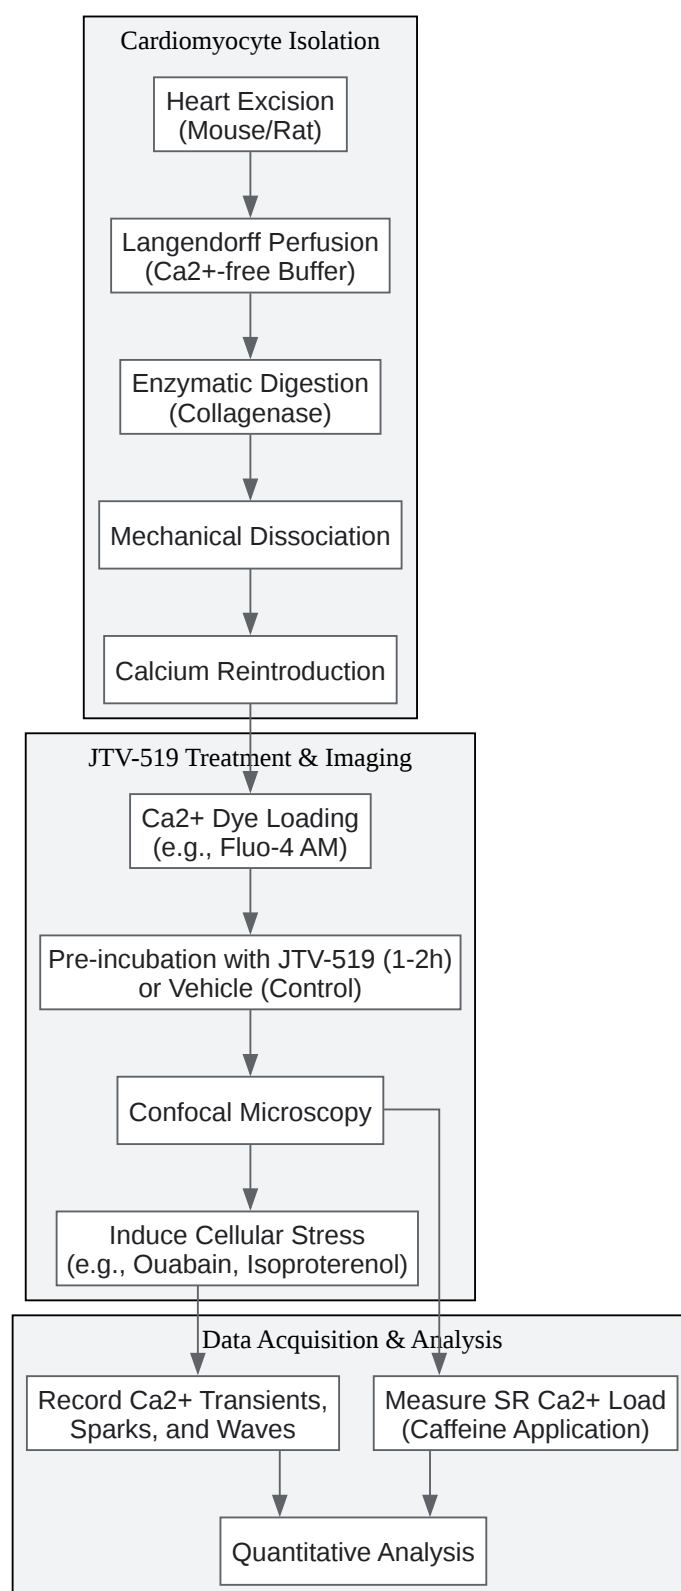 Cardiomyocyte Isolation
Heart Excision
(Mouse/Rat)
Langendorff Perfusion
(Ca2+-free Buffer)
Enzymatic Digestion
(Collagenase)
Mechanical Dissociation
Calcium Reintroduction
JTV-519 Treatment & Imaging
Ca2+ Dye Loading
(e.g., Fluo-4 AM)
Pre-incubation with JTV-519 (1-2h)
or Vehicle (Control)
Confocal Microscopy
Induce Cellular Stress
(e.g., Ouabain, Isoproterenol)
Data Acquisition & Analysis
Record Ca2+ Transients,
Sparks, and Waves
Measure SR Ca2+ Load
(Caffeine Application)
Quantitative Analysis